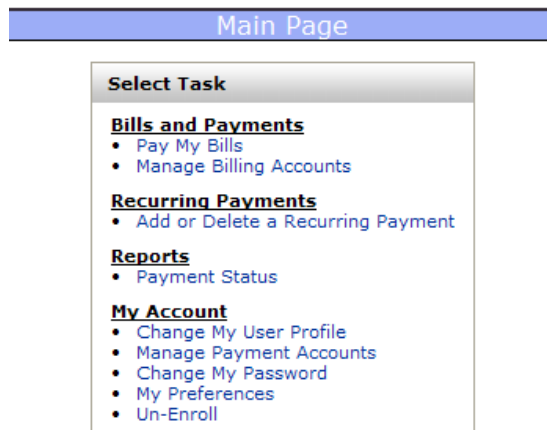 Main Page
Select Task
Bills and Payments
• Pay My Bills
• Manage Billing Accounts
Recurring Payments
• Add or Delete a Recurring Payment
Reports
• Payment Status
My Account
• Change My User Profile
• Manage Payment Accounts
• Change My Password
• My Preferences
• Un-Enroll